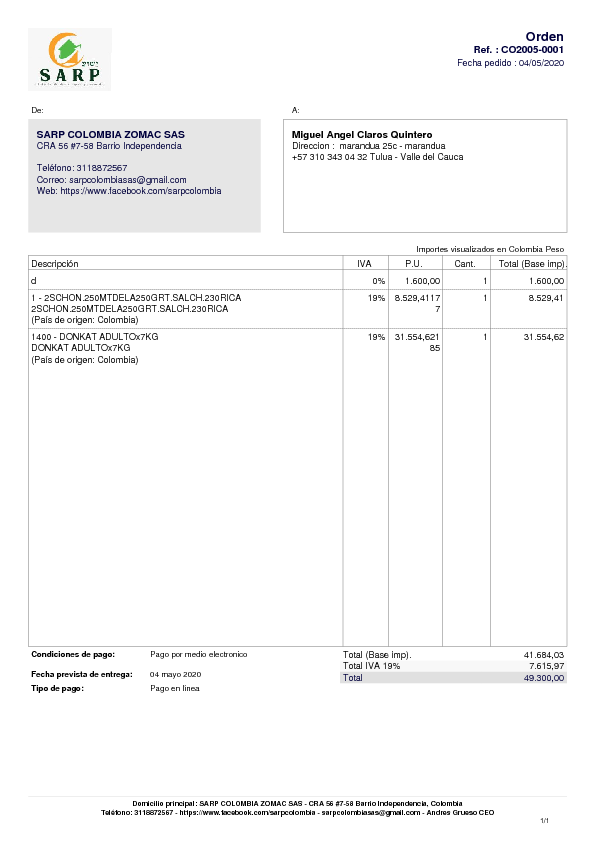 SARP
Orden
Ref. : CO2005-0001
Fecha pedido : 04/05/2020
De:
A:
SARP COLOMBIA ZOMAC SAS
CRA 56 #7-58 Barrio Independencia
Teléfono: 3118872567
Correo: sarpcolombiasas@gmail.com
Web: https://www.facebook.com/sarpcolombia
Miguel Angel Claros Quintero
Direccion : marandua 25c - marandua
+57 310 343 04 32 Tulua - Valle del Cauca
Importes visualizados en Colombia Peso
Descripción IVA P.U. Cant. Total (Base imp).
d 0% 1.600,00 1 1.600,00
1 - 2SCHON.250MTDELA250GRT.SALCH.230RICA 19% 8.529,4117 1 8.529,41
2SCHON.250MTDELA250GRT.SALCH.230RICA 7
(País de origen: Colombia)
1400 - DONKAT ADULTOx7KG 19% 31.554,621 1 31.554,62
DONKAT ADULTOx7KG 85
(País de origen: Colombia)
Condiciones de pago: Pago por medio electronico
Fecha prevista de entrega: 04 mayo 2020
Tipo de pago: Pago en línea
Total (Base imp). 41.684,03
Total IVA 19% 7.615,97
Total 49.300,00
Domicilio principal: SARP COLOMBIA ZOMAC SAS - CRA 56 #7-58 Barrio Independencia, Colombia
Teléfono: 3118872567 - https://www.facebook.com/sarpcolombia - sarpcolombiasas@gmail.com - Andres Grueso CEO
1/1